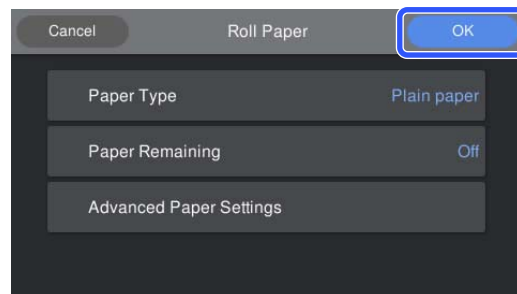 Cancel Roll Paper OK
Paper Type Plain paper
Paper Remaining Off
Advanced Paper Settings